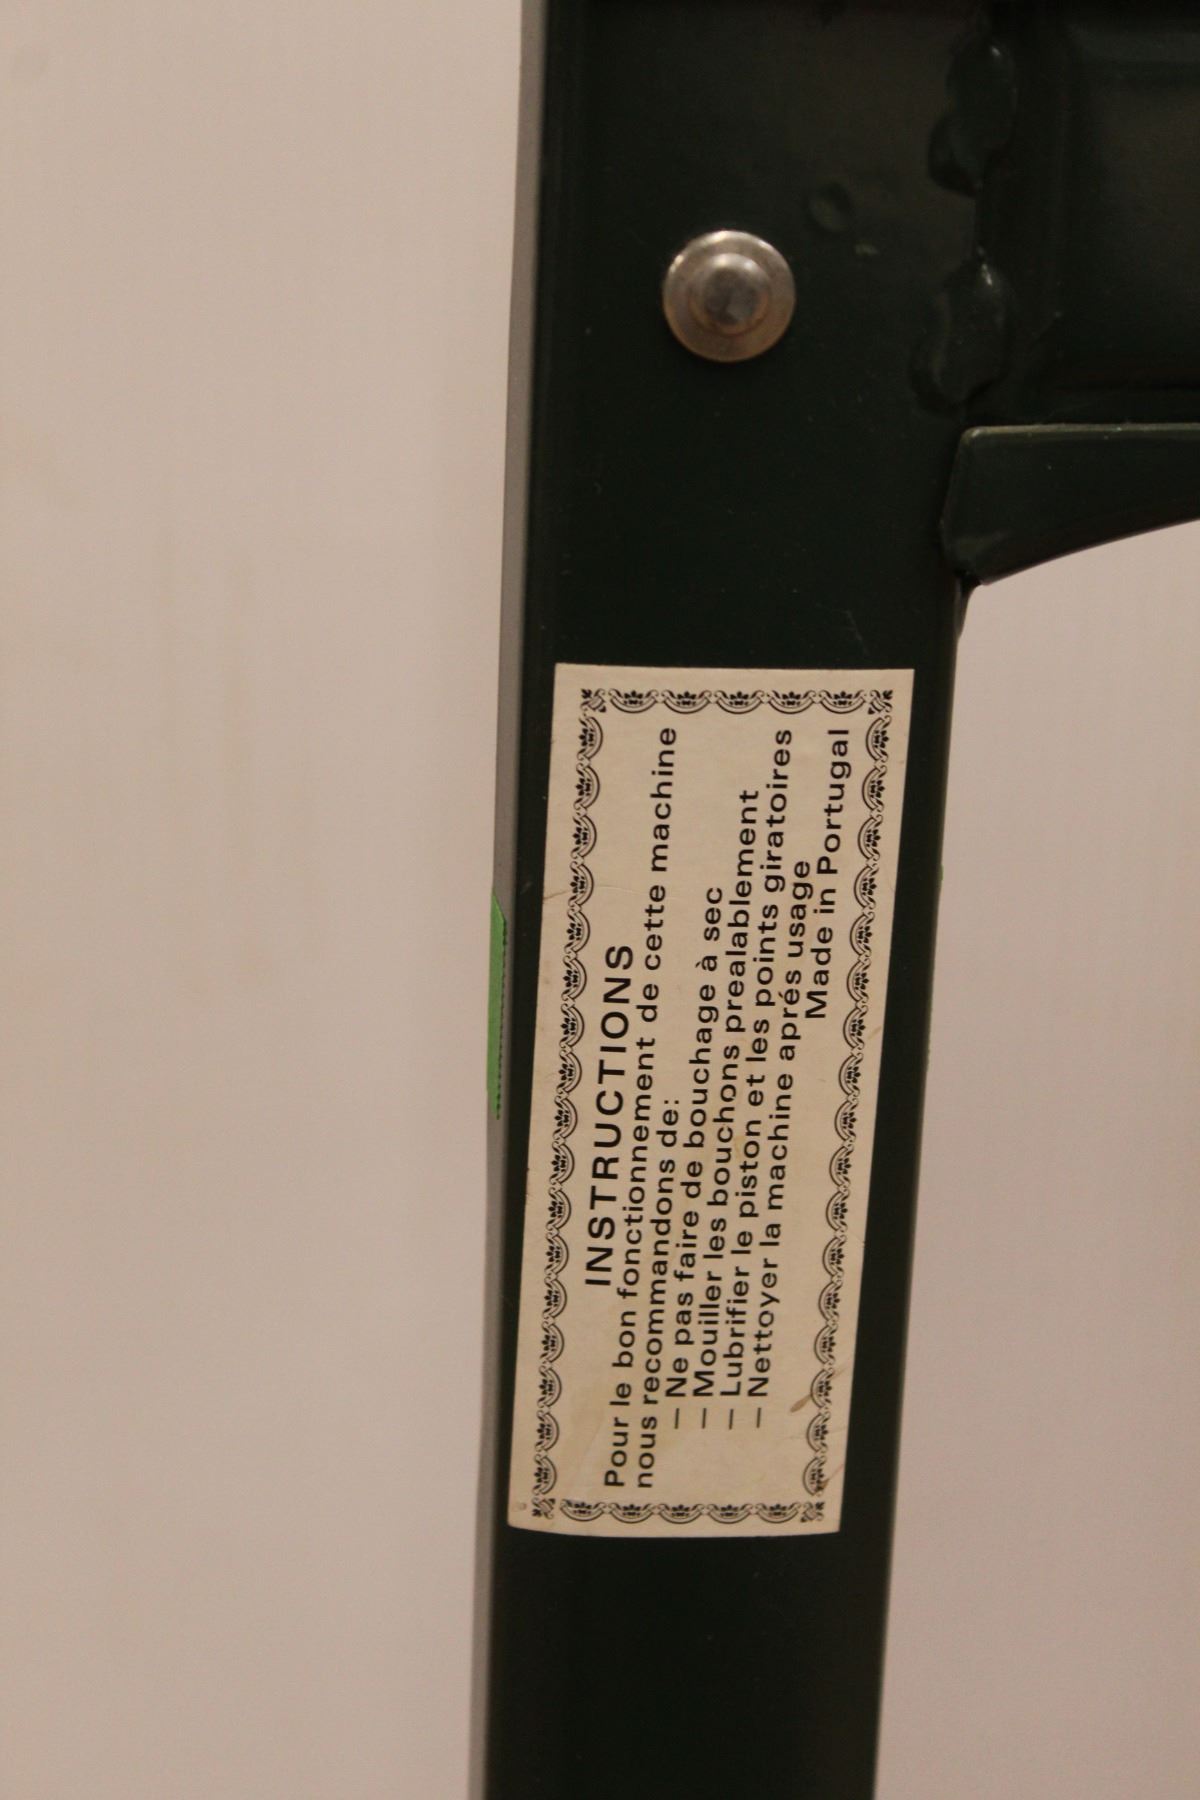 INSTRUCTIONS
Pour le bon fonctionnement de cette machine
nous recommandons de:
— Ne pas faire de bouchage à sec
— Mouiller les bouchons prealablement
— Lubrifier le piston et les points giratoires
— Nettoyer la machine aprés usage
Made in Portugal